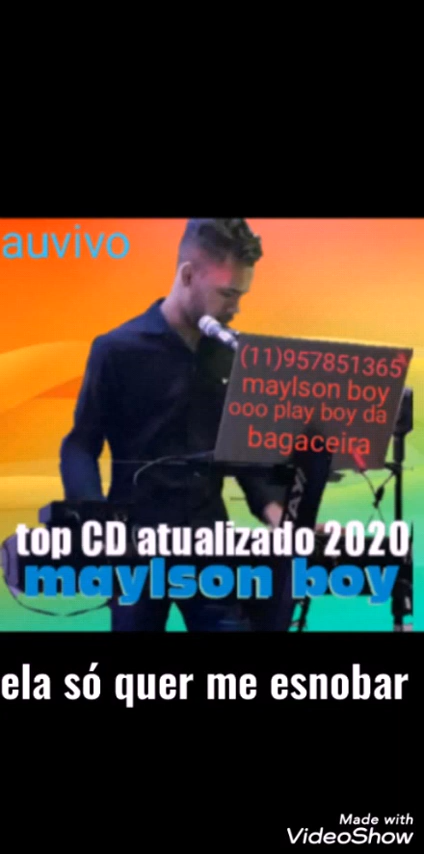 auvivo
(11)957851365
maylson boy
ooo play boy da
bagaceira
top CD atualizado 2020
maylson boy
ela só quer me esnobar
Made with
VideoShow